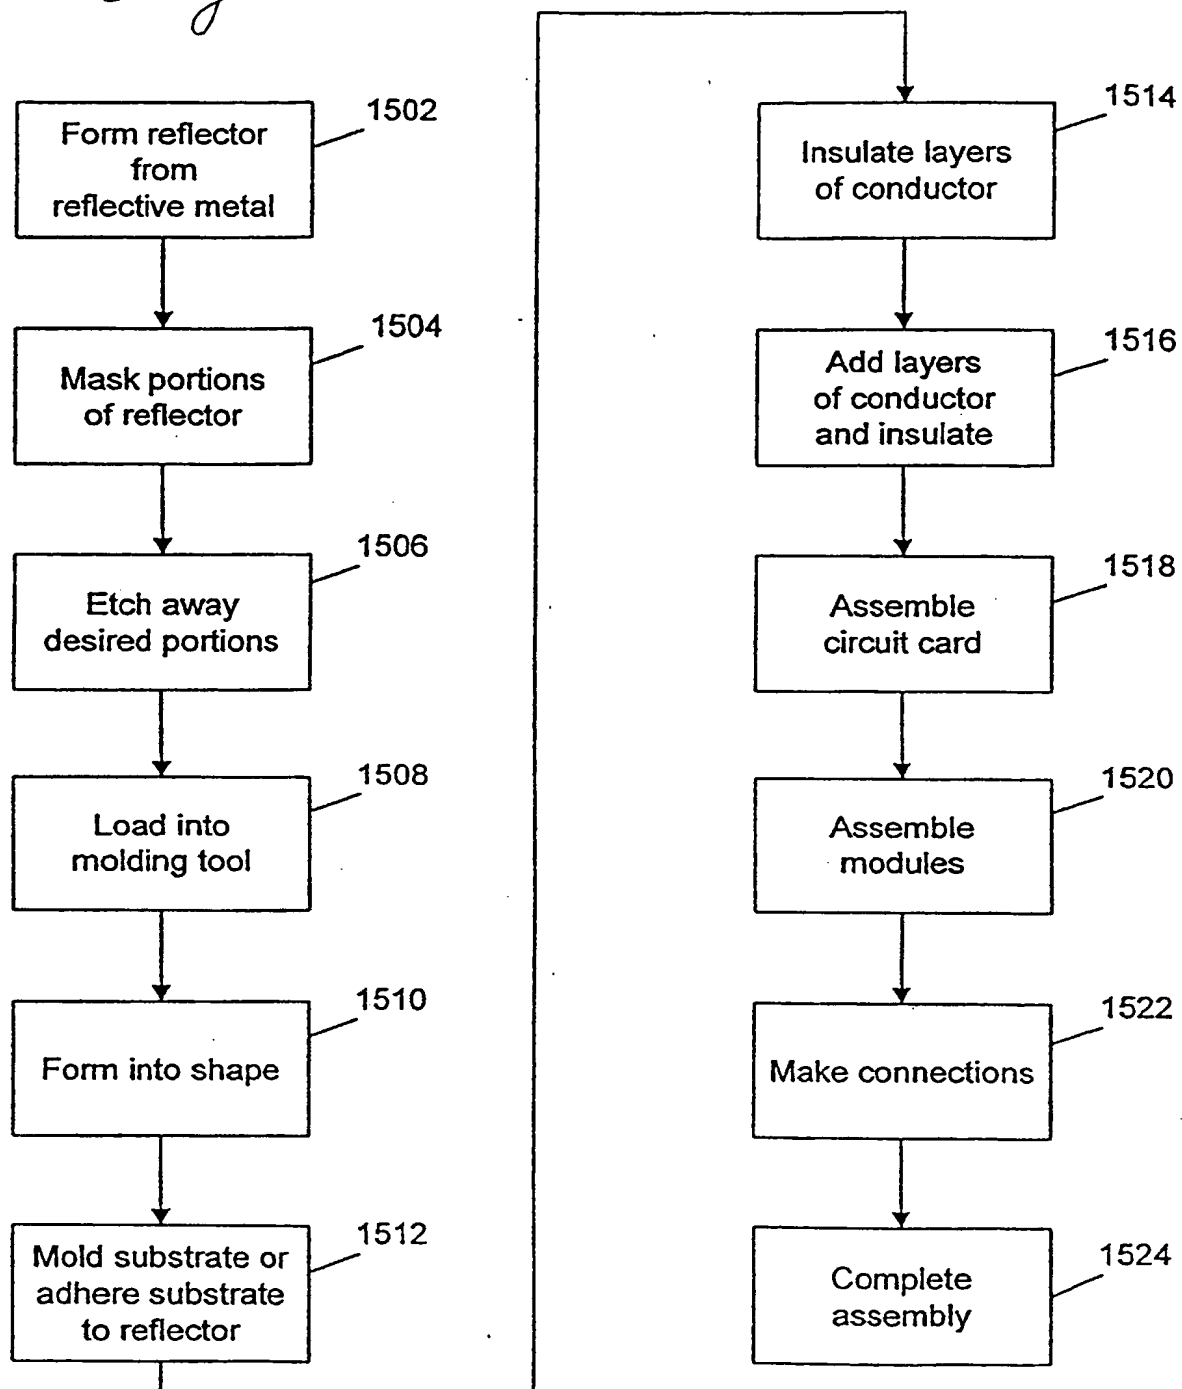 1502
Form reflector
from
reflective metal
1504
Mask portions
of reflector
1506
Etch away
desired portions
1508
Load into
molding tool
1510
Form into shape
1512
Mold substrate or
adhere substrate
to reflector
1514
Insulate layers
of conductor
1516
Add layers
of conductor
and insulate
1518
Assemble
circuit card
1520
Assemble
modules
1522
Make connections
1524
Complete
assembly